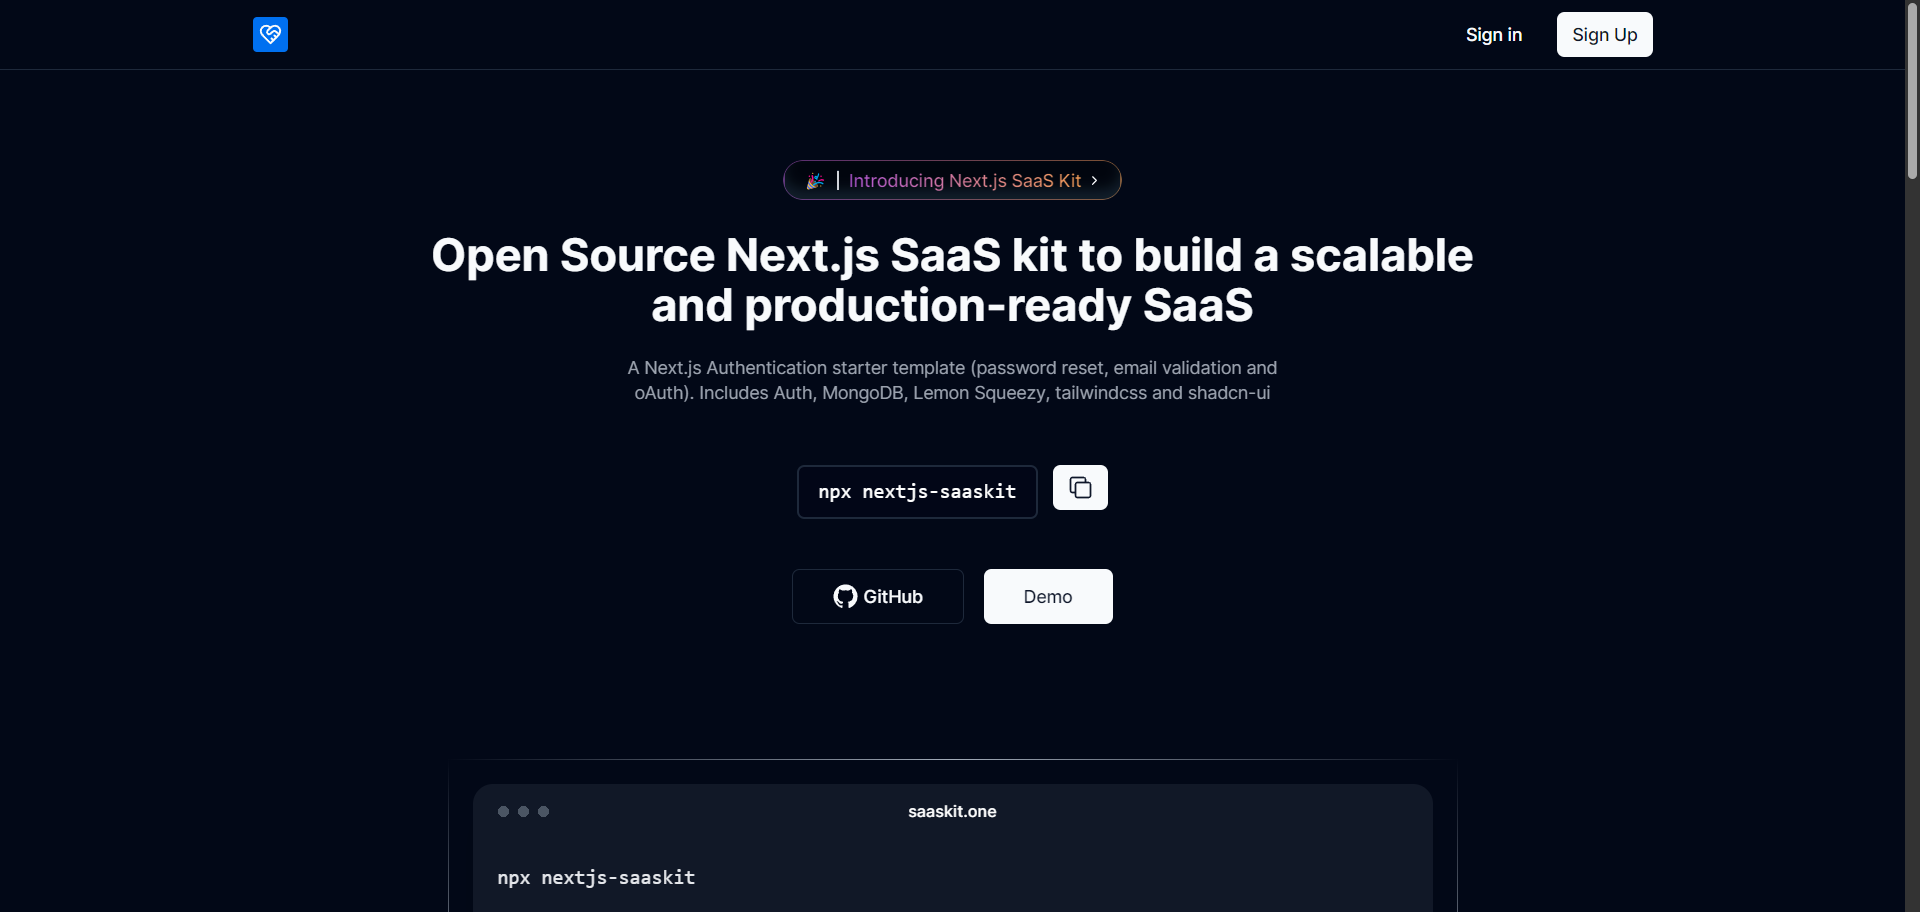 Sign in
Sign Up
🎉 | Introducing Next.js SaaS Kit ›
Open Source Next.js SaaS kit to build a scalable
and production-ready SaaS
A Next.js Authentication starter template (password reset, email validation and
oAuth). Includes Auth, MongoDB, Lemon Squeezy, tailwindcss and shadcn-ui
npx nextjs-saaskit
GitHub
Demo
saaskit.one
npx nextjs-saaskit